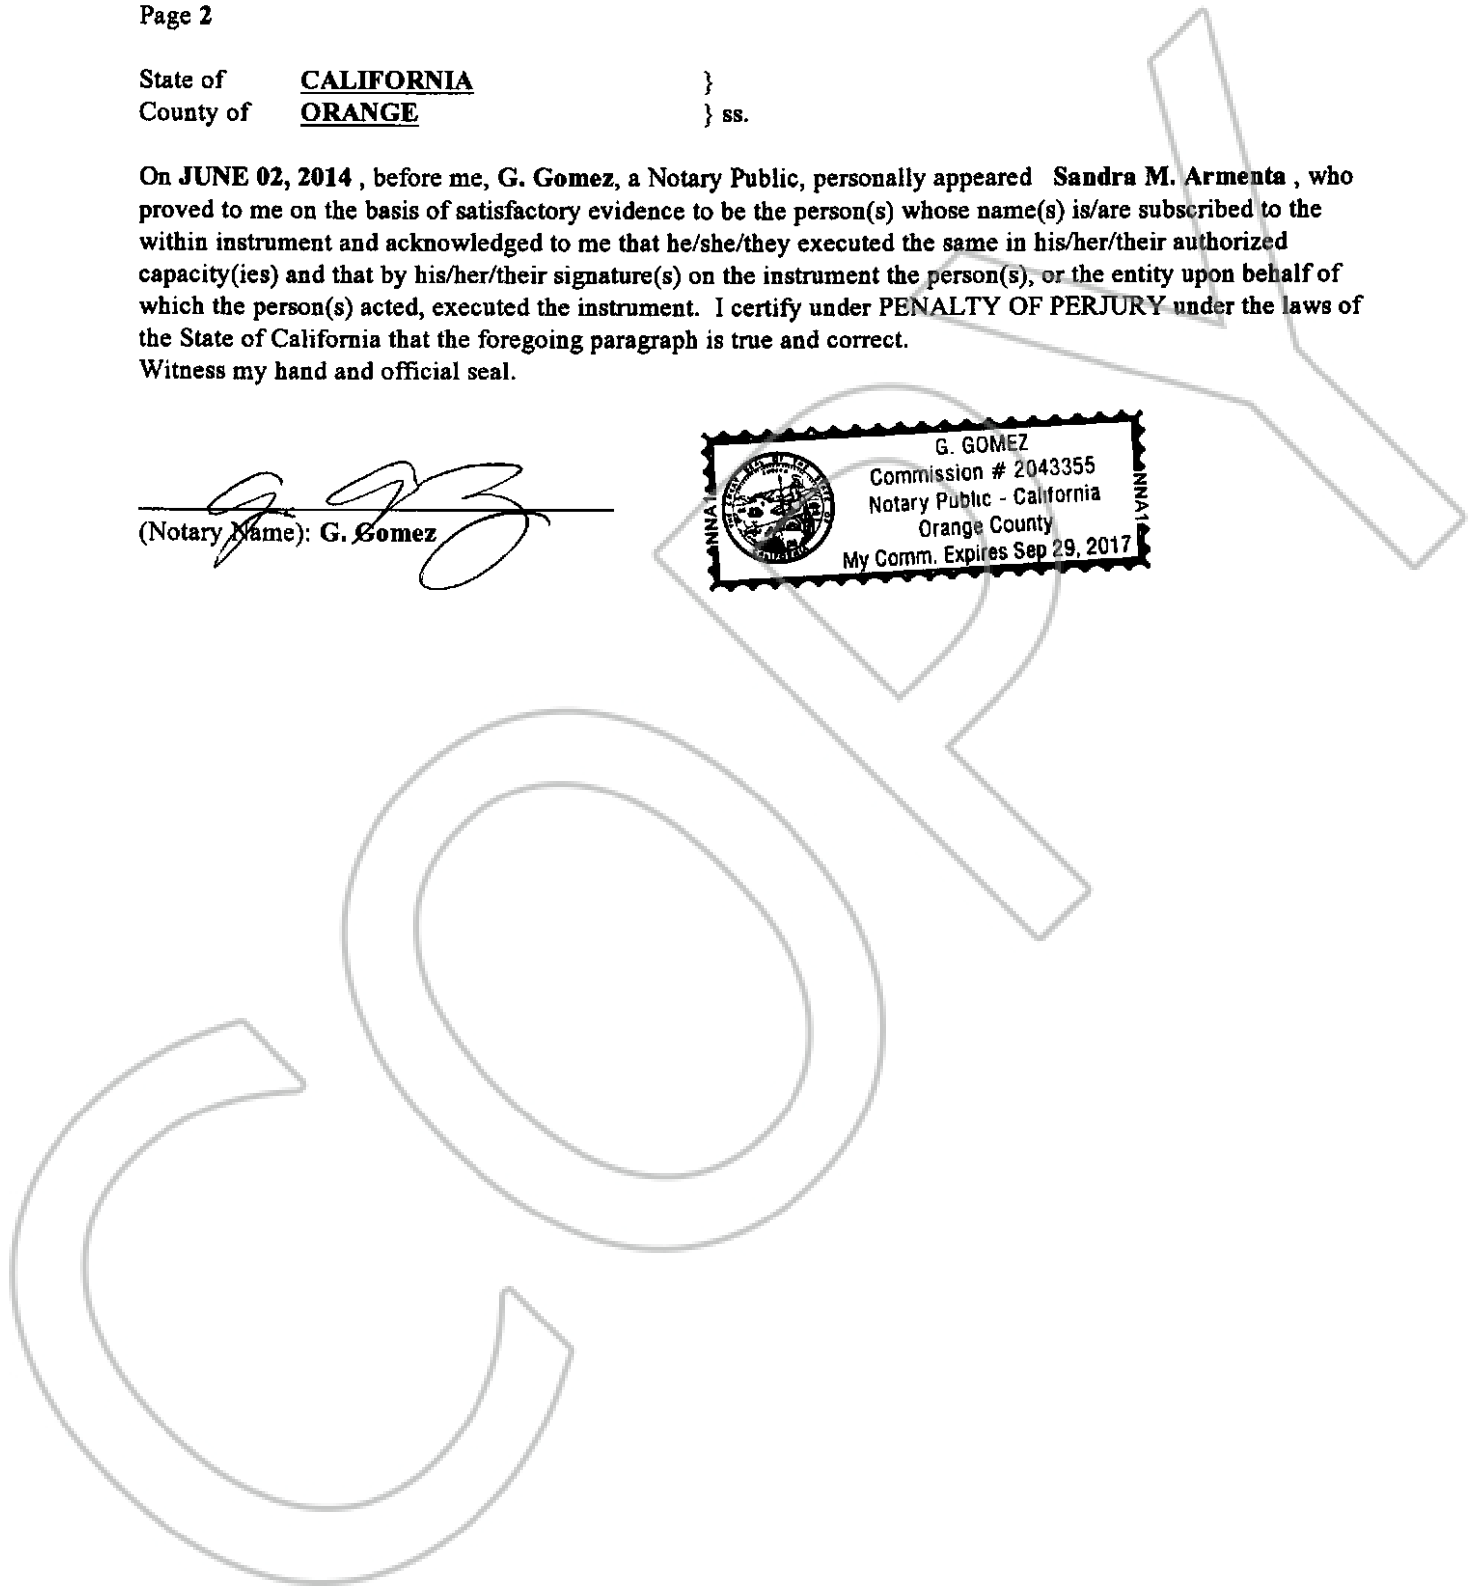 Page 2
State of CALIFORNIA }
County of ORANGE } ss.
On JUNE 02, 2014 , before me, G. Gomez, a Notary Public, personally appeared Sandra M. Armenta , who
proved to me on the basis of satisfactory evidence to be the person(s) whose name(s) is/are subscribed to the
within instrument and acknowledged to me that he/she/they executed the same in his/her/their authorized
capacity(ies) and that by his/her/their signature(s) on the instrument the person(s), or the entity upon behalf of
which the person(s) acted, executed the instrument. I certify under PENALTY OF PERJURY under the laws of
the State of California that the foregoing paragraph is true and correct.
Witness my hand and official seal.
(Notary Name): G. Gomez
G. GOMEZ
Commission # 2043355
Notary Public - California
Orange County
My Comm. Expires Sep 29, 2017
COPY